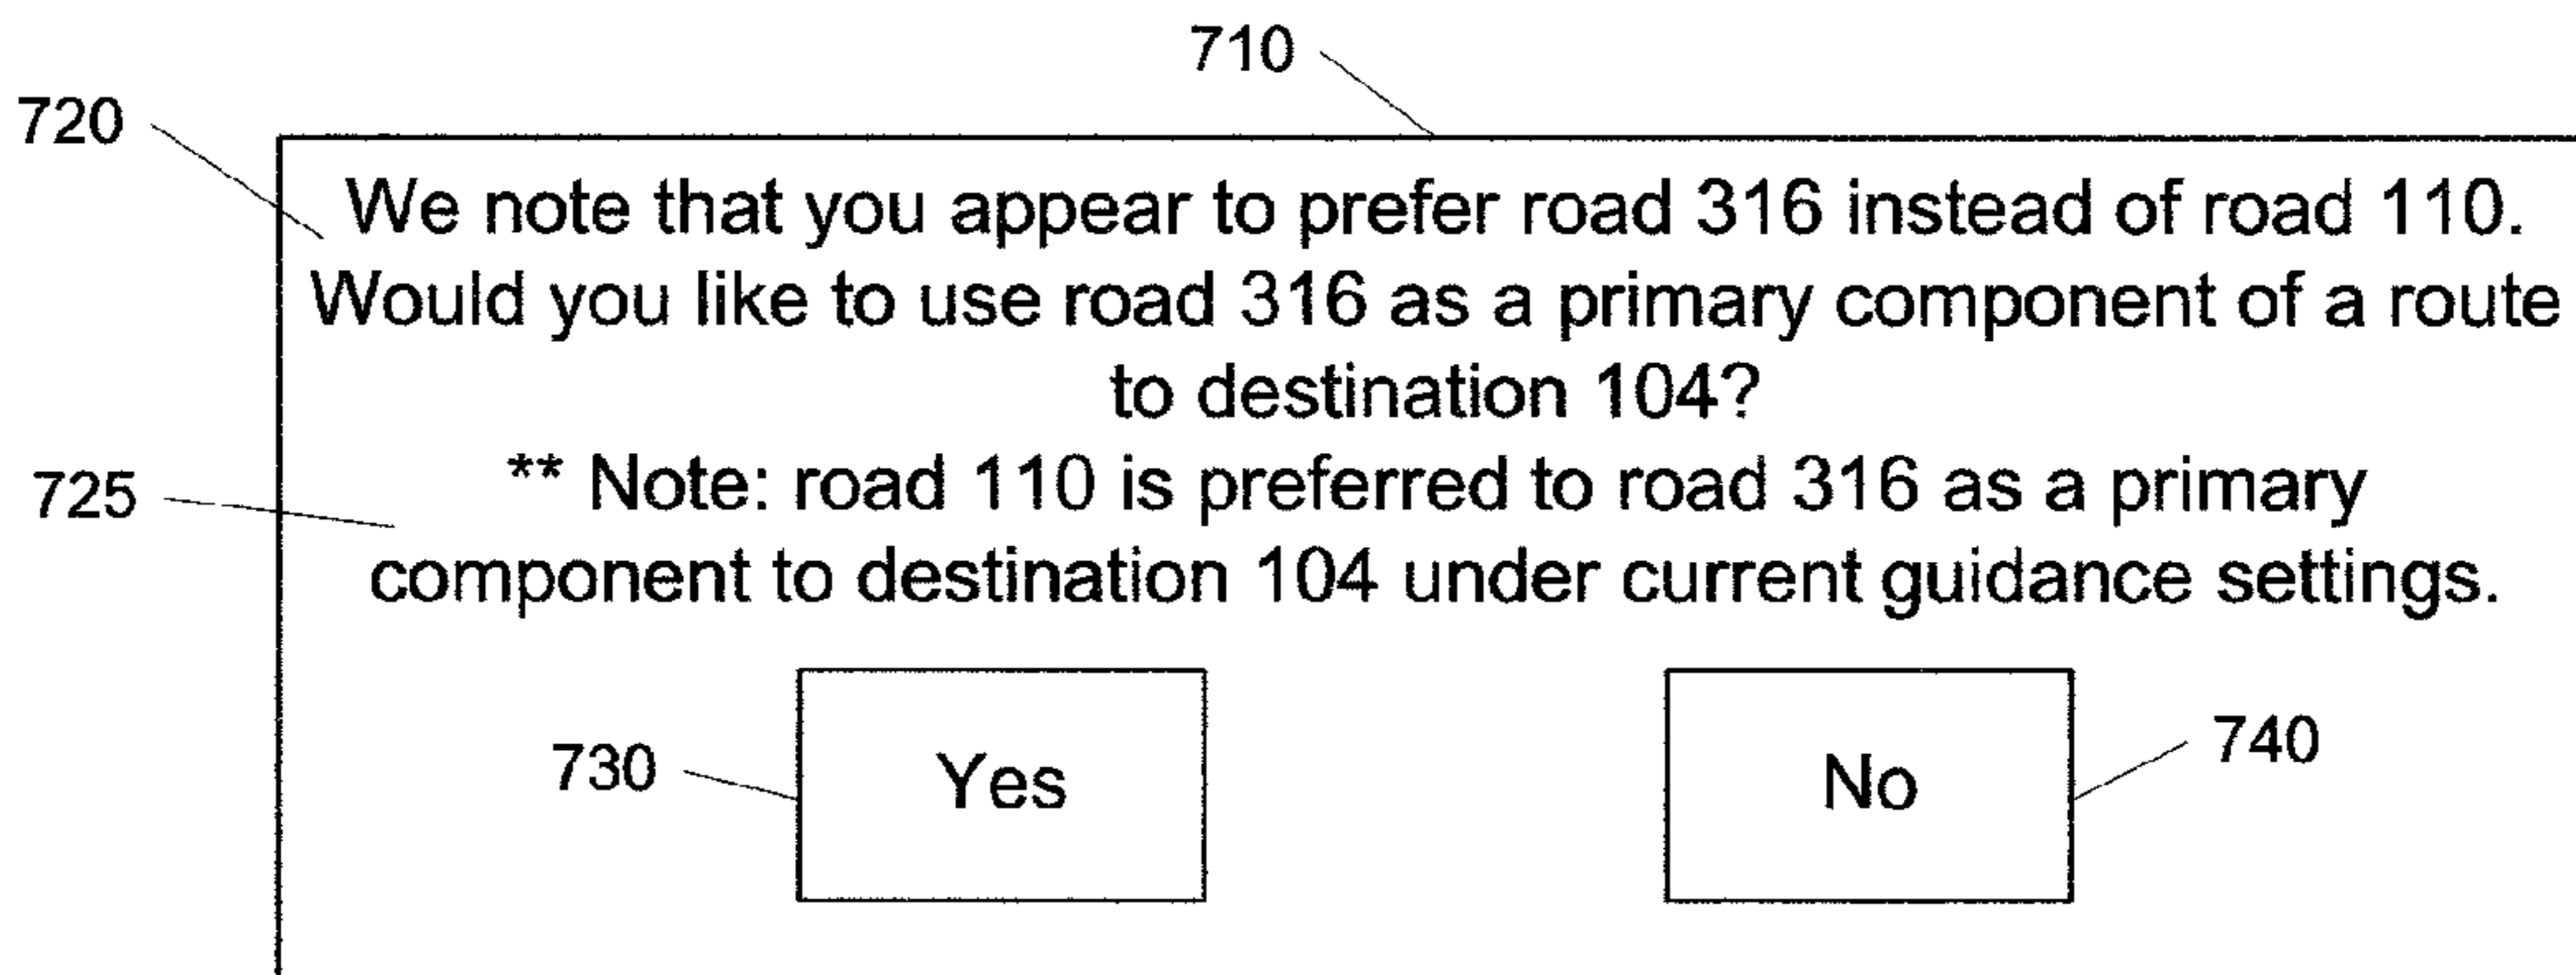 710
720
We note that you appear to prefer road 316 instead of road 110.
Would you like to use road 316 as a primary component of a route
to destination 104?
725
** Note: road 110 is preferred to road 316 as a primary
component to destination 104 under current guidance settings.
730
Yes
No
740